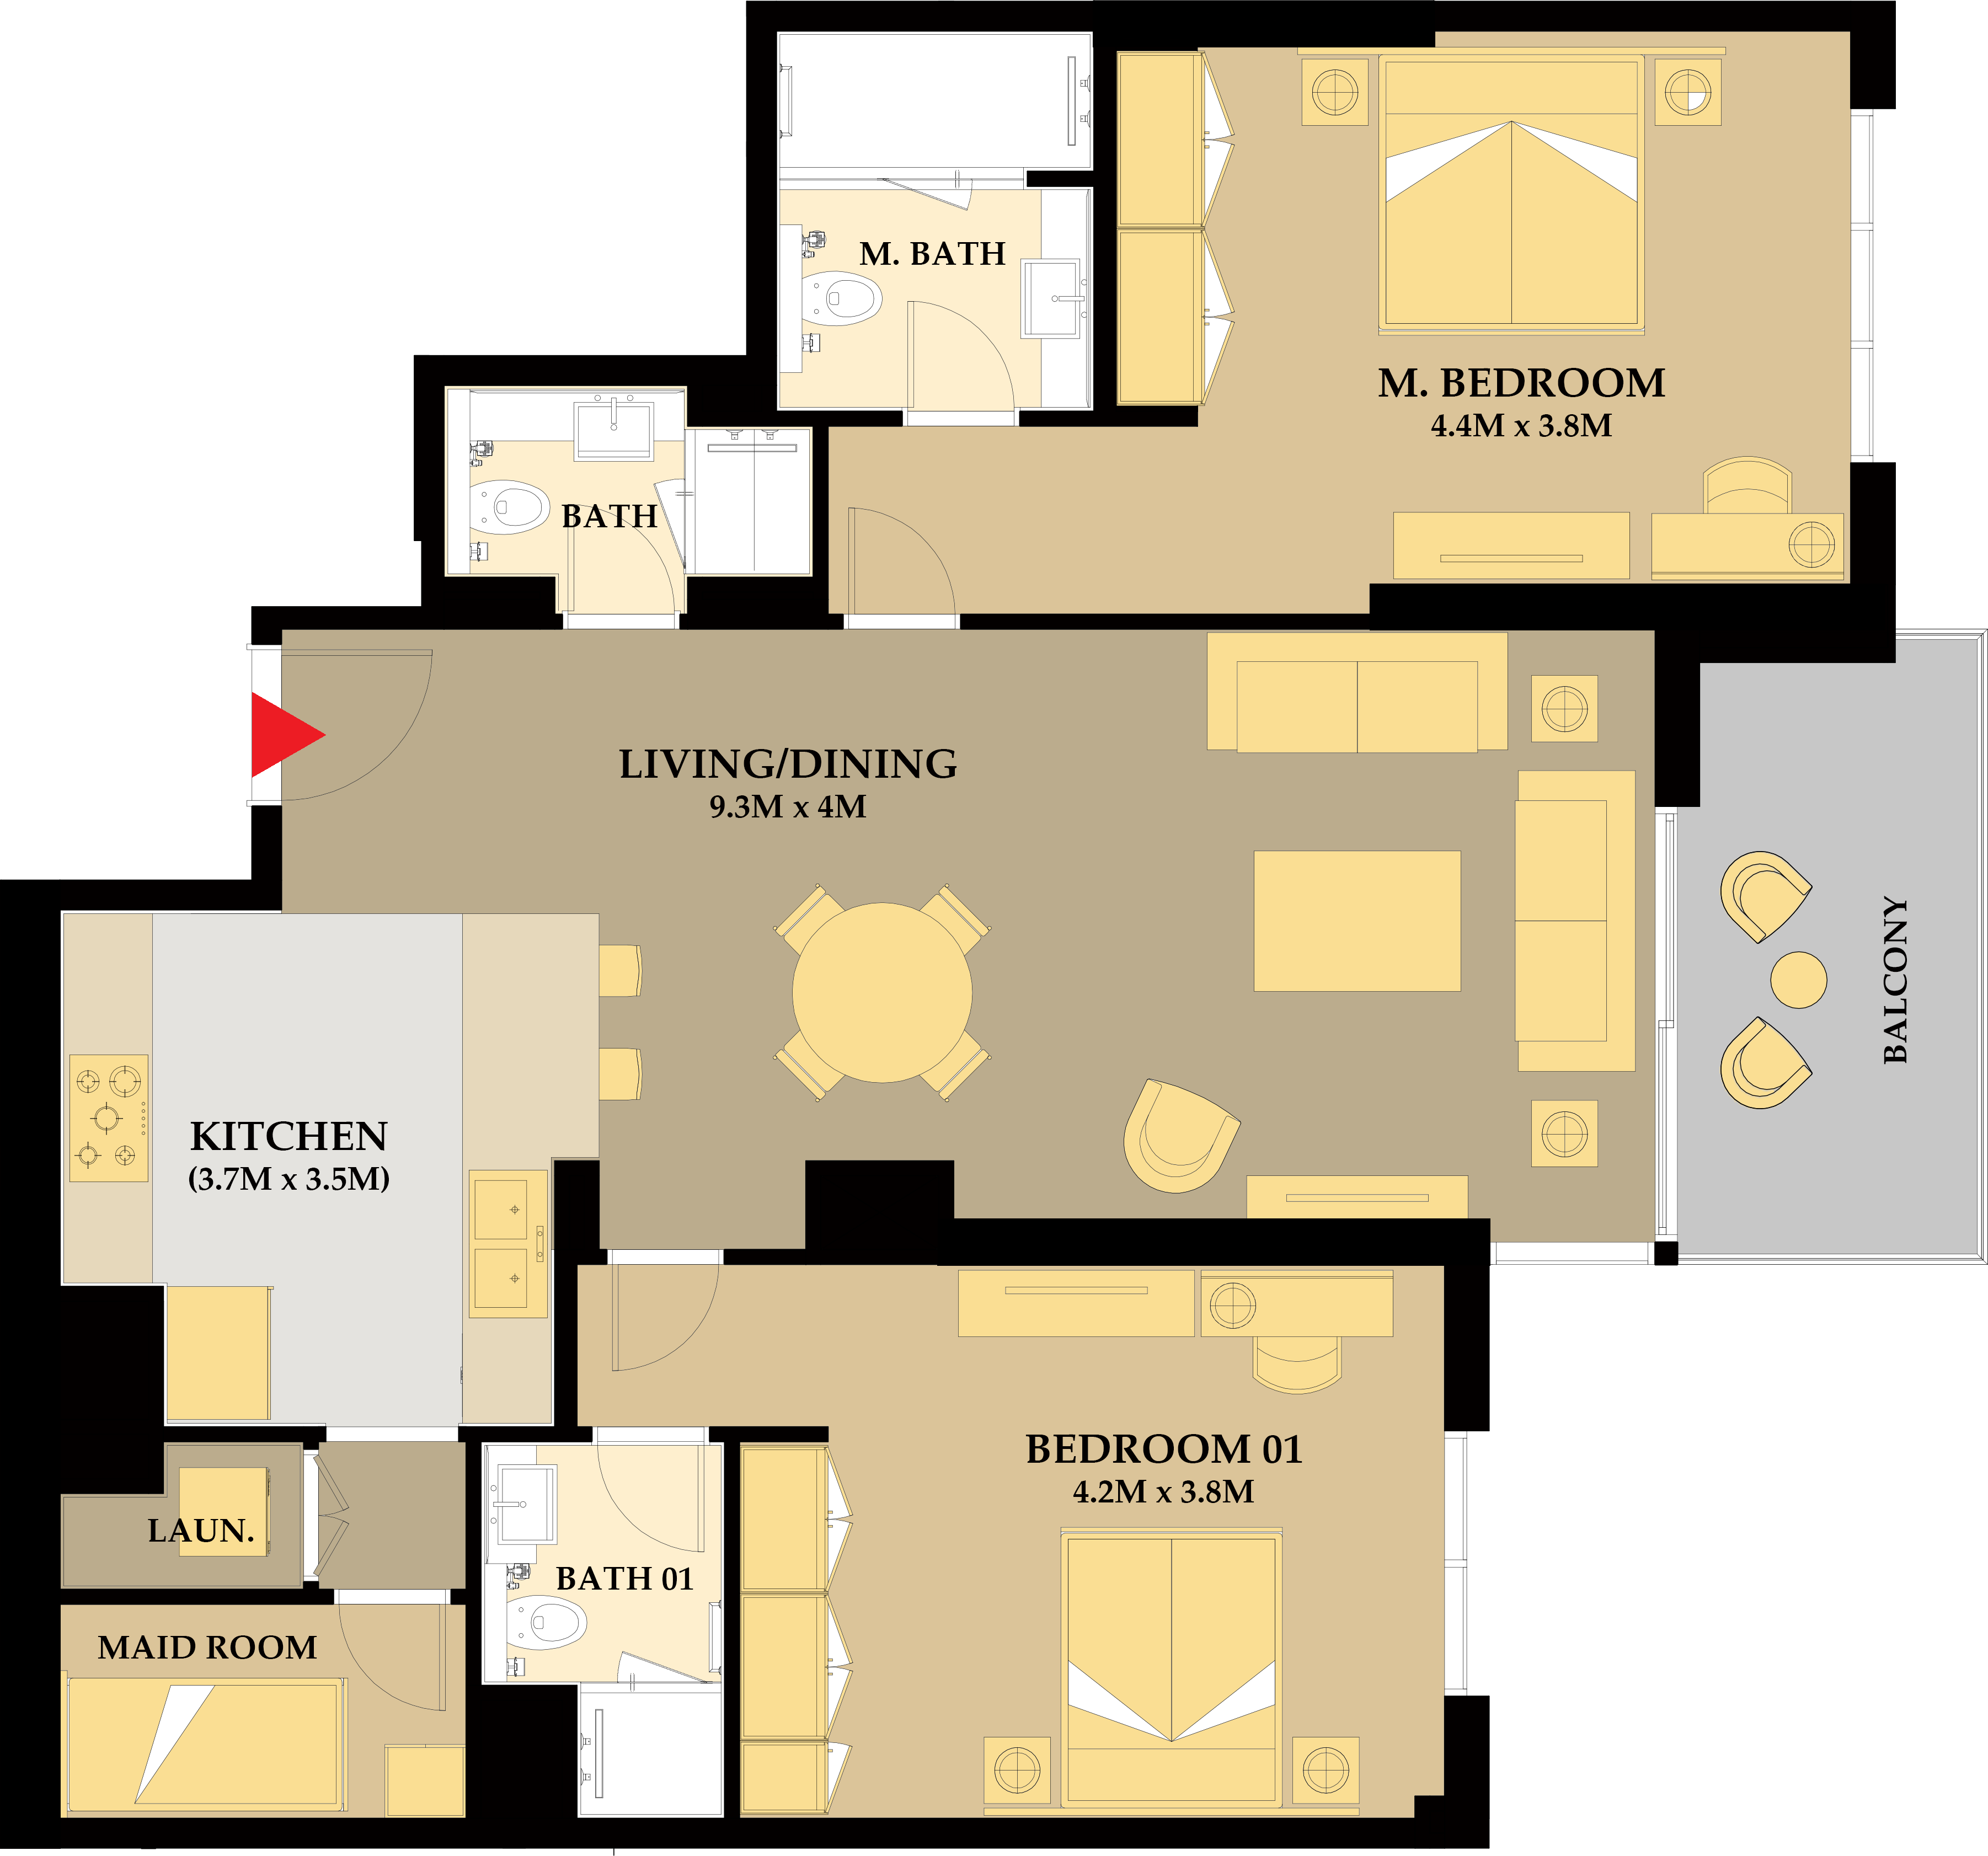 M. BATH
M. BEDROOM
4.4M x 3.8M
BATH
LIVING/DINING
9.3M x 4M
BALCONY
KITCHEN
(3.7M x 3.5M)
BEDROOM 01
4.2M x 3.8M
LAUN.
BATH 01
MAID ROOM